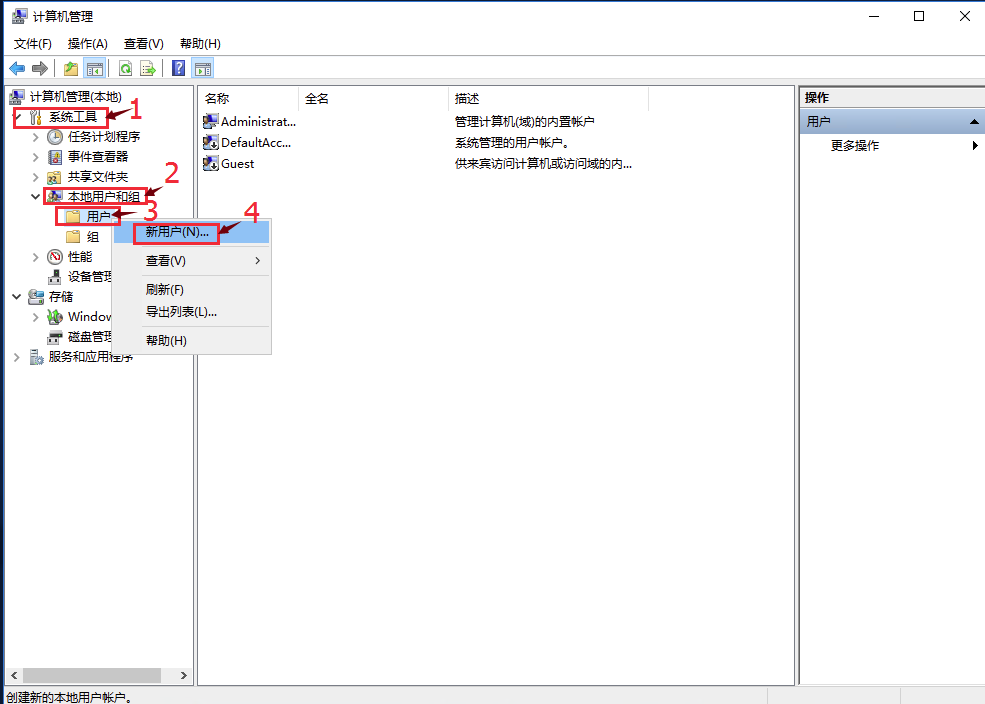 计算机管理
文件(F) 操作(A) 查看(V) 帮助(H)
计算机管理(本地)
系统工具
1
任务计划程序
事件查看器
共享文件夹
2
本地用户和组
用户
3
组
性能
设备管理
存储
Window
磁盘管理
服务和应用程序
4
新用户(N)...
查看(V)
刷新(F)
导出列表(L)...
帮助(H)
名称 全名 描述
Administrat... 管理计算机(域)的内置帐户
DefaultAcc... 系统管理的用户帐户。
Guest 供来宾访问计算机或访问域的内...
操作
用户
更多操作
创建新的本地用户帐户。